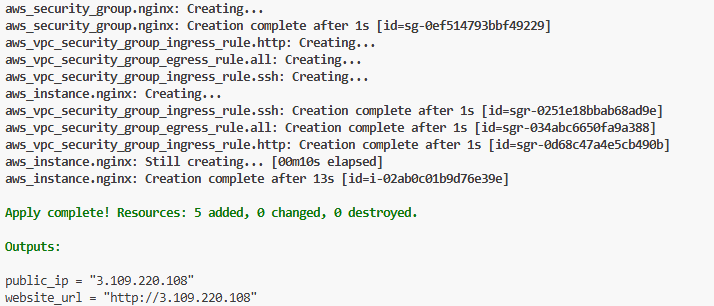 aws_security_group.nginx: Creating...
aws_security_group.nginx: Creation complete after 1s [id=sg-0ef514793bbf49229]
aws_vpc_security_group_ingress_rule.http: Creating...
aws_vpc_security_group_egress_rule.all: Creating...
aws_vpc_security_group_ingress_rule.ssh: Creating...
aws_instance.nginx: Creating...
aws_vpc_security_group_ingress_rule.ssh: Creation complete after 1s [id=sgr-0251e18bbab68ad9e]
aws_vpc_security_group_egress_rule.all: Creation complete after 1s [id=sgr-034abc6650fa9a388]
aws_vpc_security_group_ingress_rule.http: Creation complete after 1s [id=sgr-0d68c47a4e5cb490b]
aws_instance.nginx: Still creating... [00m10s elapsed]
aws_instance.nginx: Creation complete after 13s [id=i-02ab0c01b9d76e39e]
Apply complete! Resources: 5 added, 0 changed, 0 destroyed.
Outputs:
public_ip = "3.109.220.108"
website_url = "http://3.109.220.108"